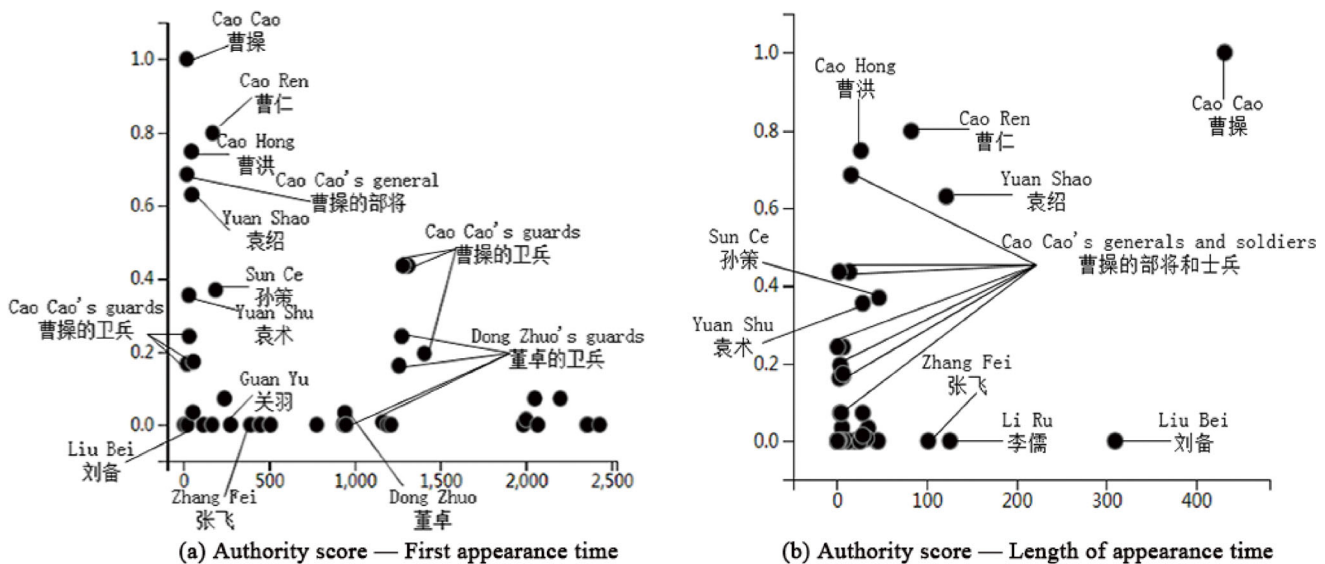 Cao Cao
曹操
1.0
Cao Ren
曹仁
0.8
Cao Hong
曹洪
Cao Cao's general
曹操的部将
0.6
Yuan Shao
袁绍
Cao Cao's guards
曹操的卫兵
0.4
Sun Ce
孙策
Cao Cao's guards
曹操的卫兵
Yuan Shu
袁术
Dong Zhuo's guards
董卓的卫兵
0.2
Guan Yu
关羽
0.0
Liu Bei
刘备
0 500 1,000 1,500 2,000 2,500
Zhang Fei
张飞
Dong Zhuo
董卓
(a) Authority score — First appearance time
1.0
Cao Hong
曹洪
Cao Cao
曹操
0.8
Cao Ren
曹仁
Yuan Shao
袁绍
0.6
Sun Ce
孙策
Cao Cao's generals and soldiers
曹操的部将和士兵
0.4
Yuan Shu
袁术
0.2
Zhang Fei
张飞
Li Ru
李儒
Liu Bei
刘备
0.0
0 100 200 300 400
(b) Authority score — Length of appearance time